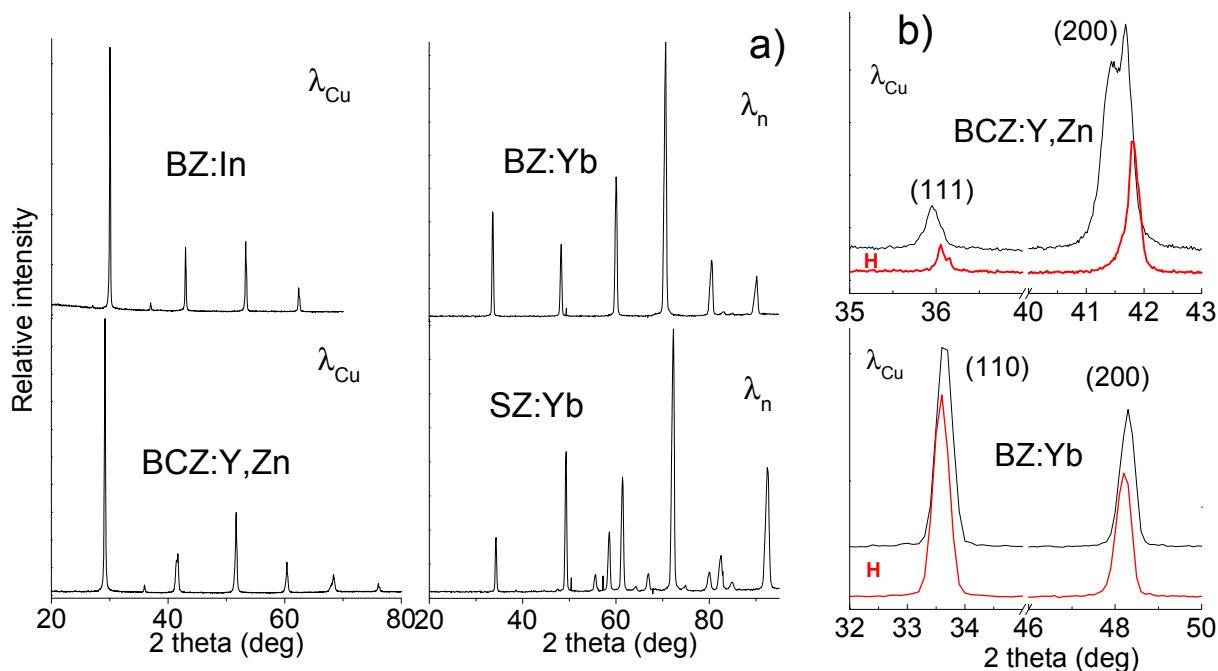 a)
λCu
BZ:In
λn
BZ:Yb
Relative intensity
λCu
BCZ:Y,Zn
λn
SZ:Yb
20 40 60 80
2 theta (deg)
20 40 60 80
2 theta (deg)
b)
(200)
λCu
BCZ:Y,Zn
(111)
H
35 36 37 40 41 42 43
λCu
(110)
(200)
BZ:Yb
H
32 33 34 46 48 50
2 theta (deg)